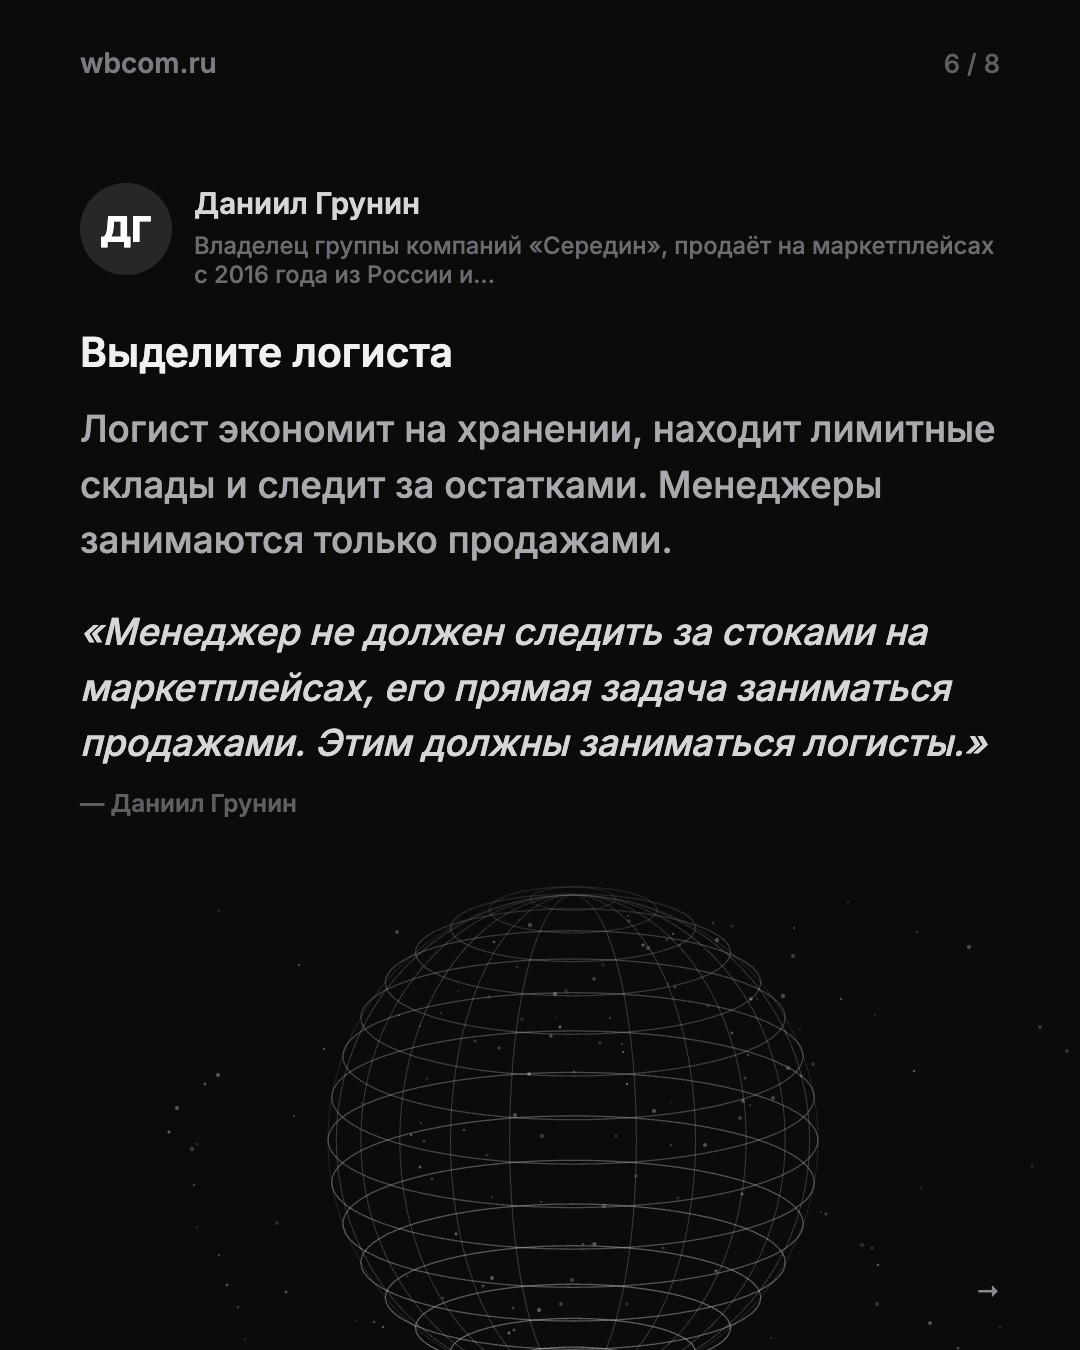 wbcom.ru
6 / 8
ДГ
Даниил Грунин
Владелец группы компаний «Середин», продаёт на маркетплейсах
с 2016 года из России и...
Выделите логиста
Логист экономит на хранении, находит лимитные
склады и следит за остатками. Менеджеры
занимаются только продажами.
«Менеджер не должен следить за стоками на
маркетплейсах, его прямая задача заниматься
продажами. Этим должны заниматься логисты.»
— Даниил Грунин
→